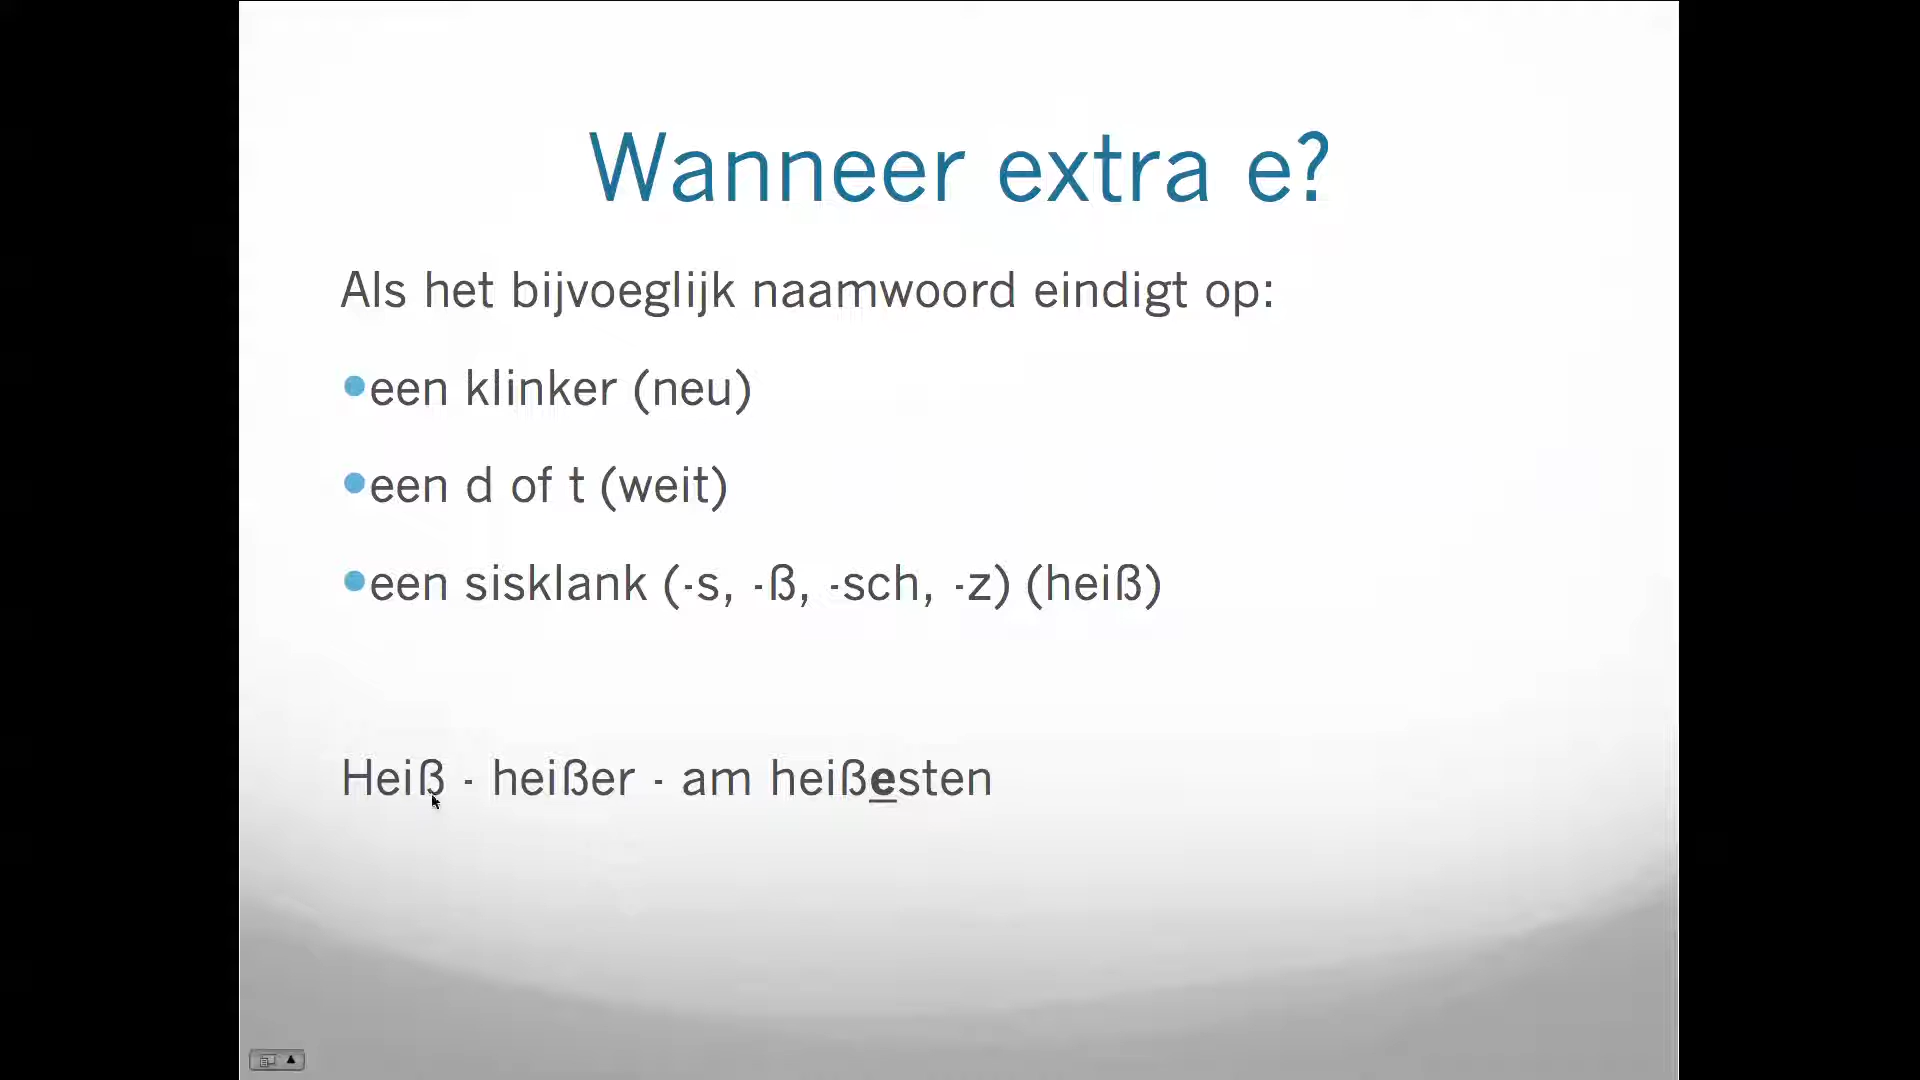 Wanneer extra e?
Als het bijvoeglijk naamwoord eindigt op:
een klinker (neu)
een d of t (weit)
een sisklank (-s, -ß, -sch, -z) (heiß)
Heiß - heißer - am heißesten